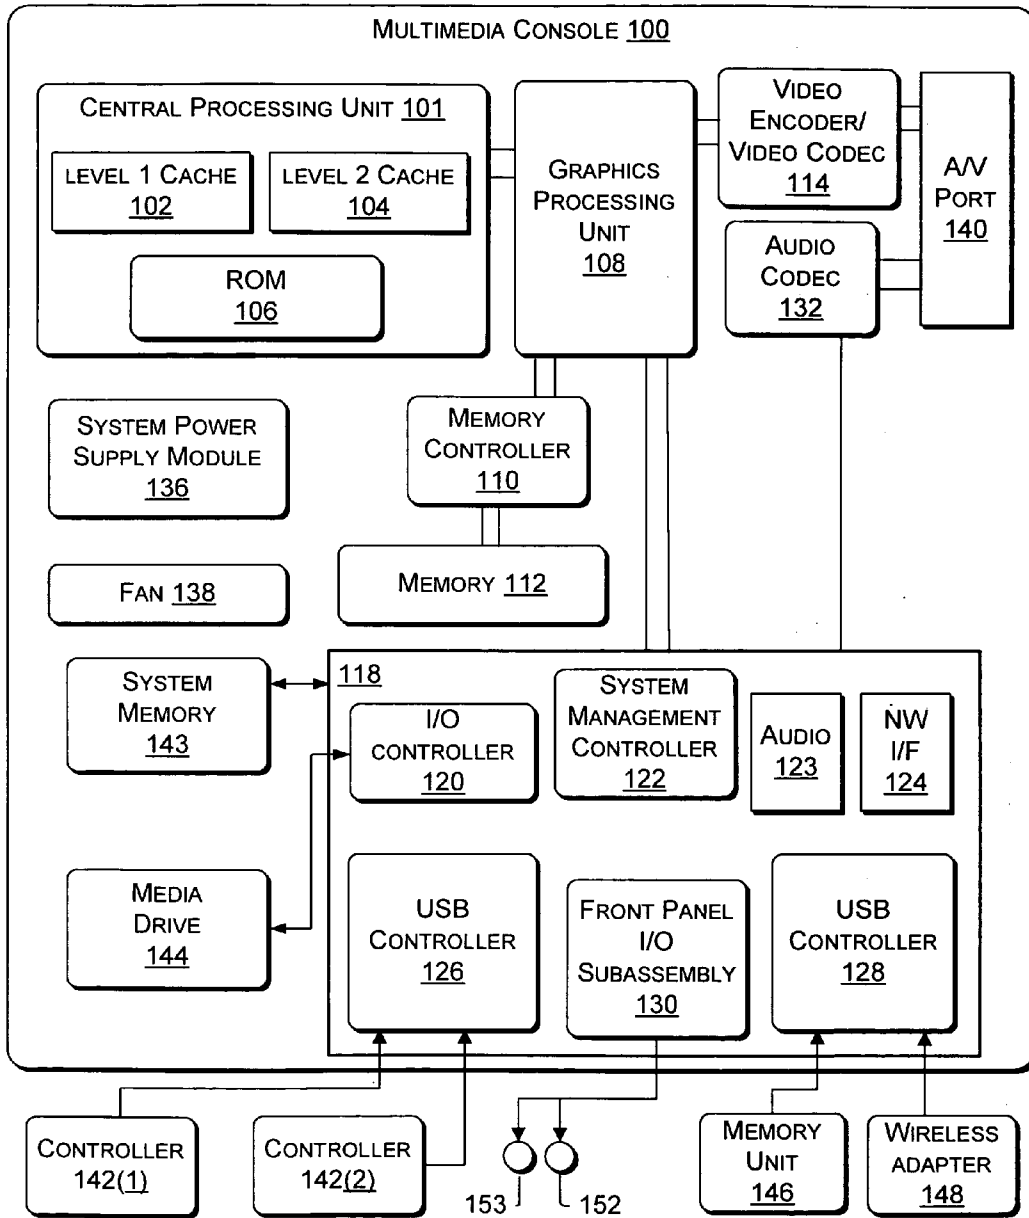 MULTIMEDIA CONSOLE 100
CENTRAL PROCESSING UNIT 101
LEVEL 1 CACHE
102
LEVEL 2 CACHE
104
ROM
106
GRAPHICS
PROCESSING
UNIT
108
VIDEO
ENCODER/
VIDEO CODEC
114
A/V
PORT
140
AUDIO
CODEC
132
SYSTEM POWER
SUPPLY MODULE
136
MEMORY
CONTROLLER
110
FAN 138
MEMORY 112
SYSTEM
MEMORY
143
118
I/O
CONTROLLER
120
SYSTEM
MANAGEMENT
CONTROLLER
122
AUDIO
123
NW
I/F
124
MEDIA
DRIVE
144
USB
CONTROLLER
126
FRONT PANEL
I/O
SUBASSEMBLY
130
USB
CONTROLLER
128
CONTROLLER
142(1)
CONTROLLER
142(2)
153
152
MEMORY
UNIT
146
WIRELESS
ADAPTER
148